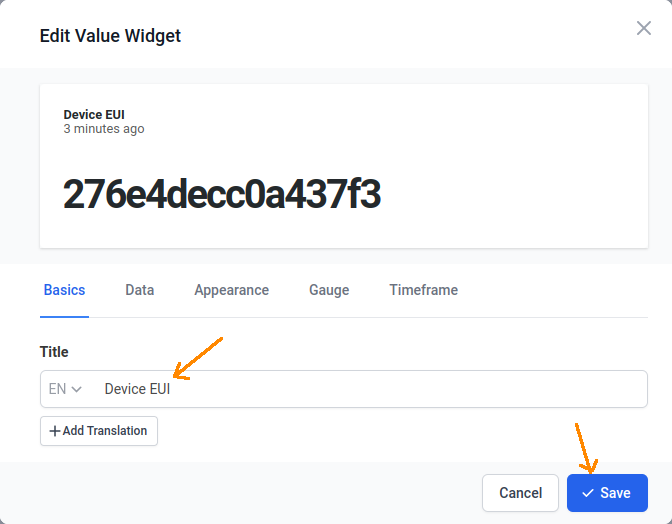 Edit Value Widget
Device EUI
3 minutes ago
276e4decc0a437f3
Basics Data Appearance Gauge Timeframe
Title
EN Device EUI
+Add Translation
Cancel Save